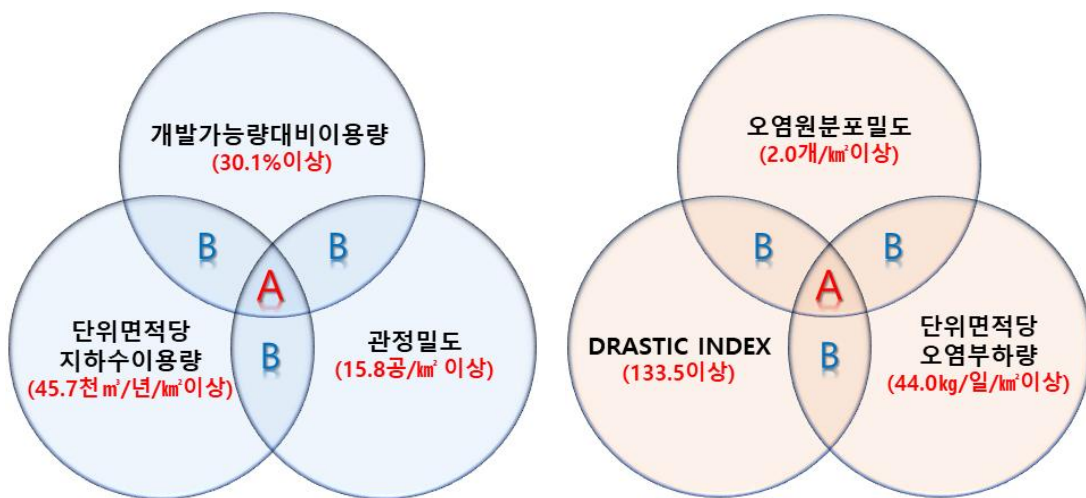 개발가능량대비이용량
(30.1%이상)
B
B
A
단위면적당
지하수이용량
(45.7천㎥/년/㎢이상)
B
관정밀도
(15.8공/㎢ 이상)
오염원분포밀도
(2.0개/㎢이상)
B
B
A
DRASTIC INDEX
(133.5이상)
B
단위면적당
오염부하량
(44.0㎏/일/㎢이상)